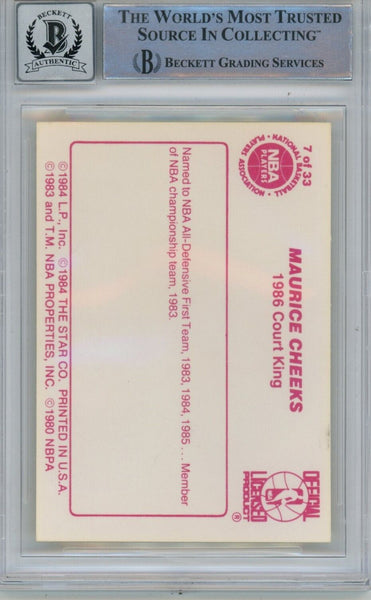 BECKETT
B
AUTHENTIC
THE WORLD'S MOST TRUSTED
SOURCE IN COLLECTING™
B BECKETT GRADING SERVICES
7 of 33
NATIONAL BASKETBALL
PLAYERS
ASSOCIATION
NBA
PLAYERS
MAURICE CHEEKS
1986 Court King
OFFICIAL
LICENSED
PRODUCT
®
Named to NBA All-Defensive First Team, 1983, 1984, 1985 ... Member
of NBA championship team, 1983.
©1984 L.P., Inc. ©1984 THE STAR CO. PRINTED IN U.S.A.
©1983 and T.M. NBA PROPERTIES, INC. ©1980 NBPA